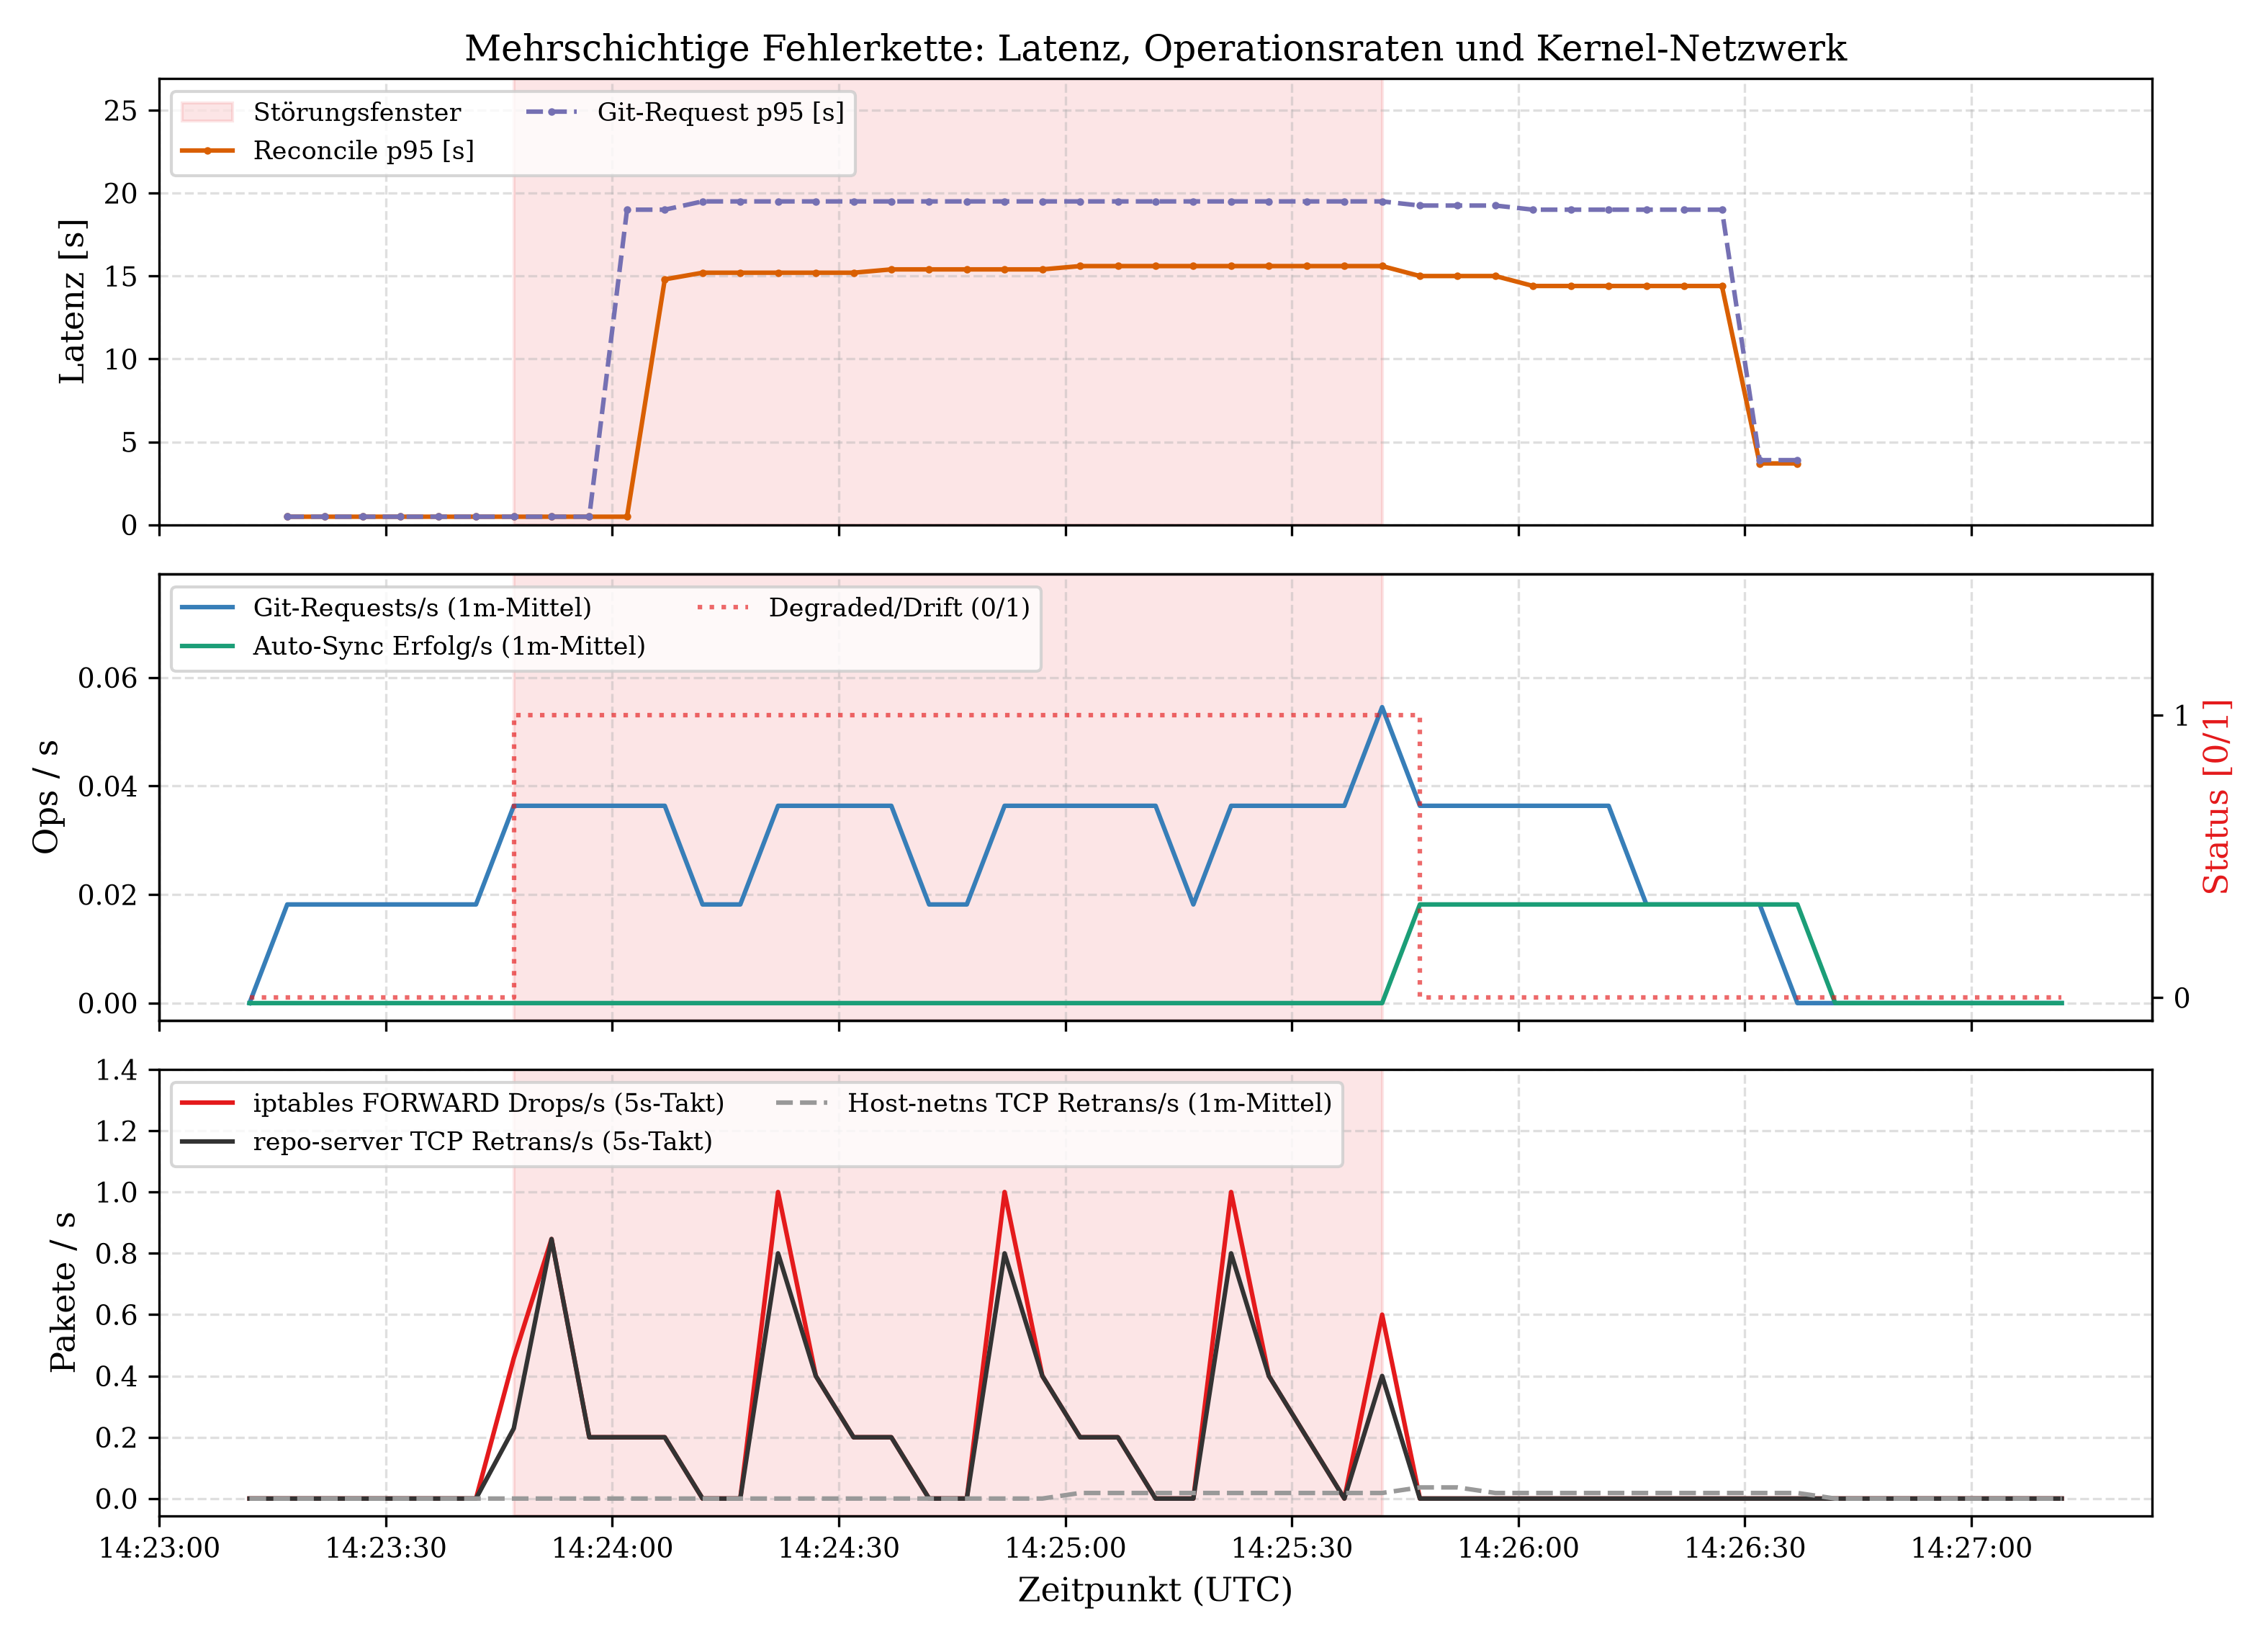 Mehrschichtige Fehlerkette: Latenz, Operationsraten und Kernel-Netzwerk
Latenz [s]
25
20
15
10
5
0
Störungsfenster
Reconcile p95 [s]
Git-Request p95 [s]
Ops / s
0.06
0.04
0.02
0.00
Git-Requests/s (1m-Mittel)
Auto-Sync Erfolg/s (1m-Mittel)
Degraded/Drift (0/1)
1
0
Status [0/1]
Pakete / s
1.4
1.2
1.0
0.8
0.6
0.4
0.2
0.0
iptables FORWARD Drops/s (5s-Takt)
repo-server TCP Retrans/s (5s-Takt)
Host-netns TCP Retrans/s (1m-Mittel)
14:23:00 14:23:30 14:24:00 14:24:30 14:25:00 14:25:30 14:26:00 14:26:30 14:27:00
Zeitpunkt (UTC)